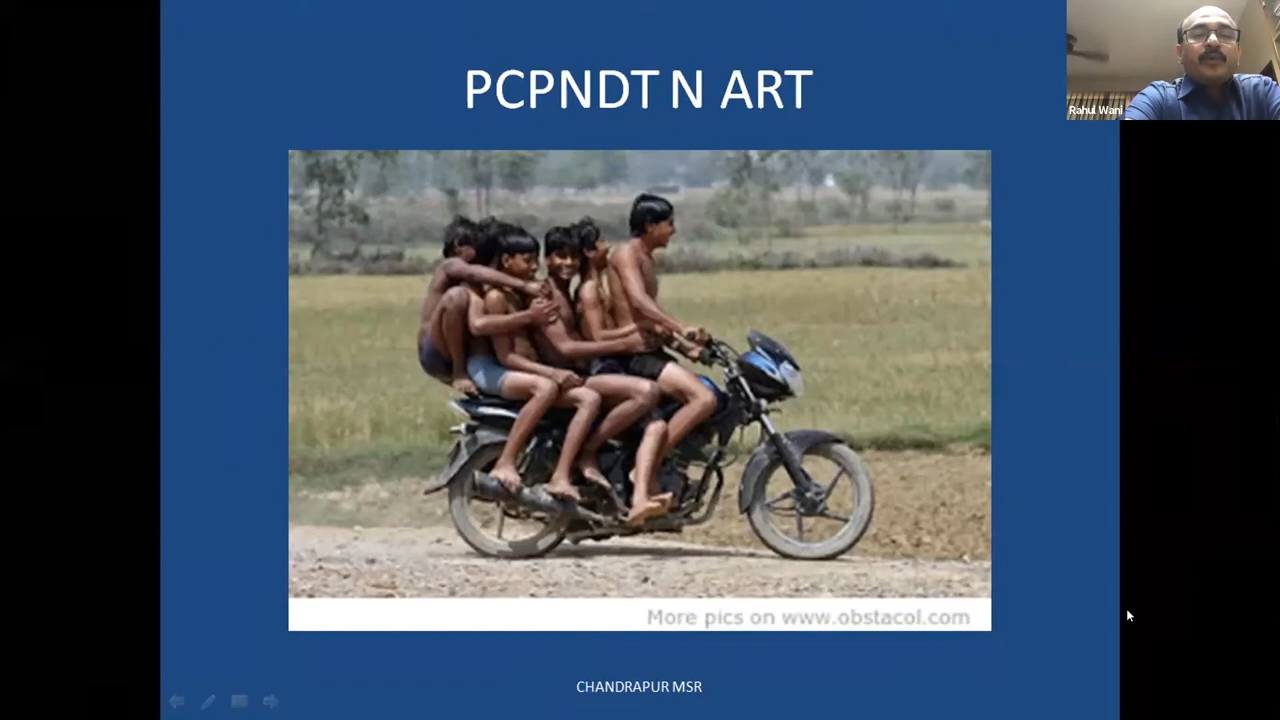 PCPNDT N ART
Rahul Wani
More pics on www.obstacol.com
CHANDRAPUR MSR